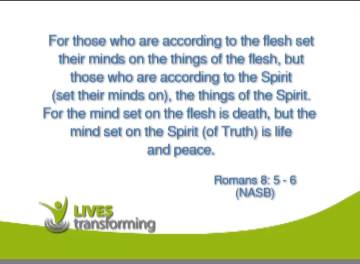 For those who are according to the flesh set
their minds on the things of the flesh, but
those who are according to the Spirit
(set their minds on), the things of the Spirit.
For the mind set on the flesh is death, but the
mind set on the Spirit (of Truth) is life
and peace.
Romans 8: 5 - 6
(NASB)
LIVES
transforming